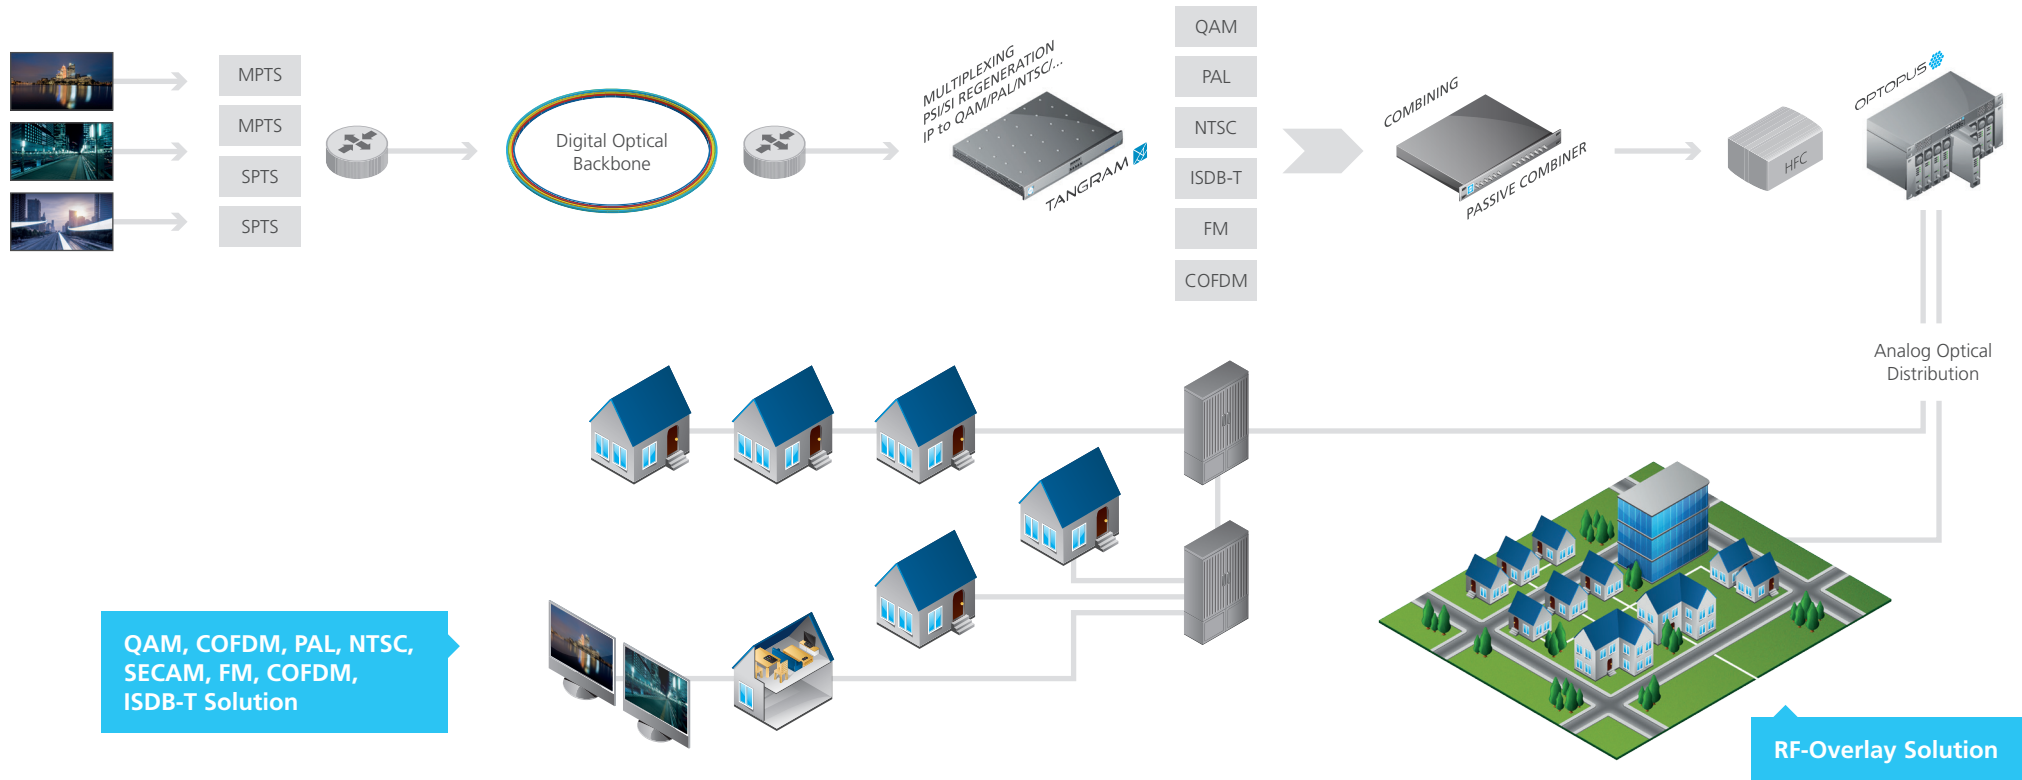 MPTS
MPTS
SPTS
SPTS
Digital Optical
Backbone
MULTIPLEXING
PSI/SI REGENERATION
IP to QAM/PAL/NTSC/...
TANGRAM
QAM
PAL
NTSC
ISDB-T
FM
COFDM
COMBINING
PASSIVE COMBINER
HFC
OPTOPUS
Analog Optical
Distribution
QAM, COFDM, PAL, NTSC,
SECAM, FM, COFDM,
ISDB-T Solution
RF-Overlay Solution